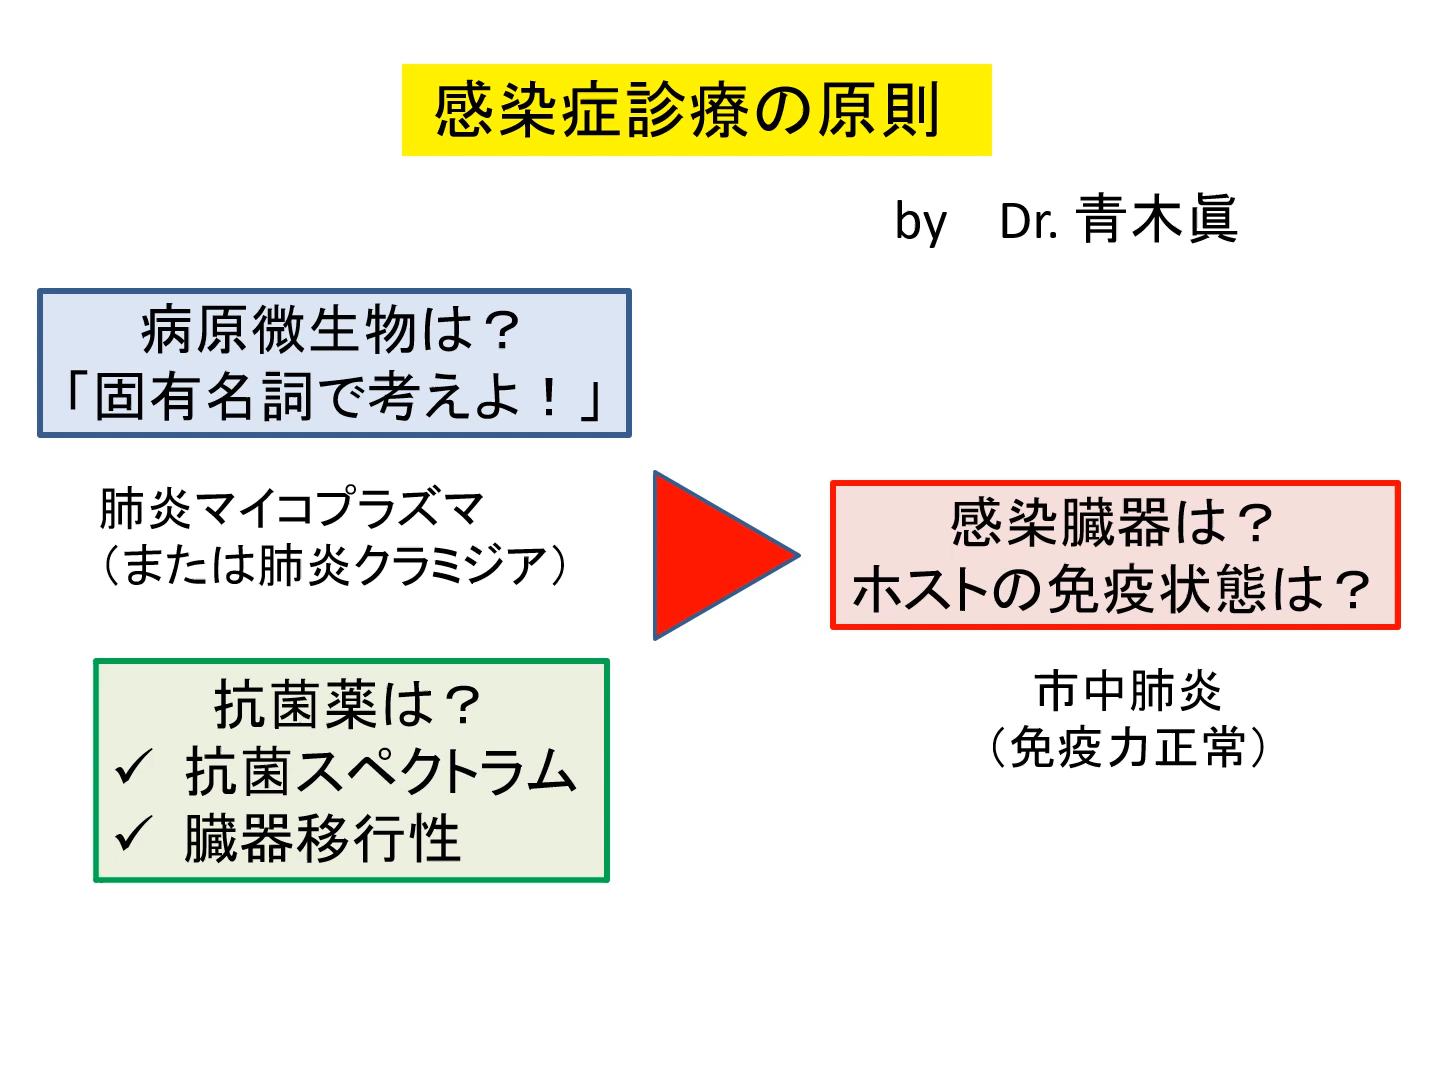 感染症診療の原則
by　Dr. 青木眞
病原微生物は？
「固有名詞で考えよ！」
肺炎マイコプラズマ
（または肺炎クラミジア）
抗菌薬は？
✓ 抗菌スペクトラム
✓ 臓器移行性
感染臓器は？
ホストの免疫状態は？
市中肺炎
（免疫力正常）